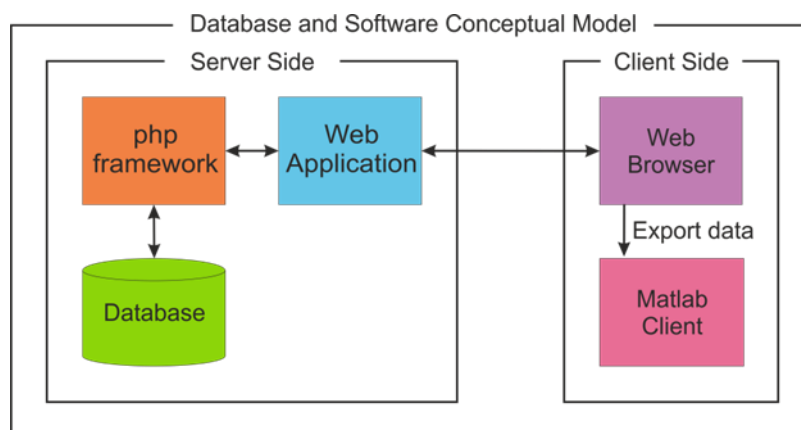 Database and Software Conceptual Model
Server Side
Client Side
php
framework
Web
Application
Web
Browser
Export data
Database
Matlab
Client